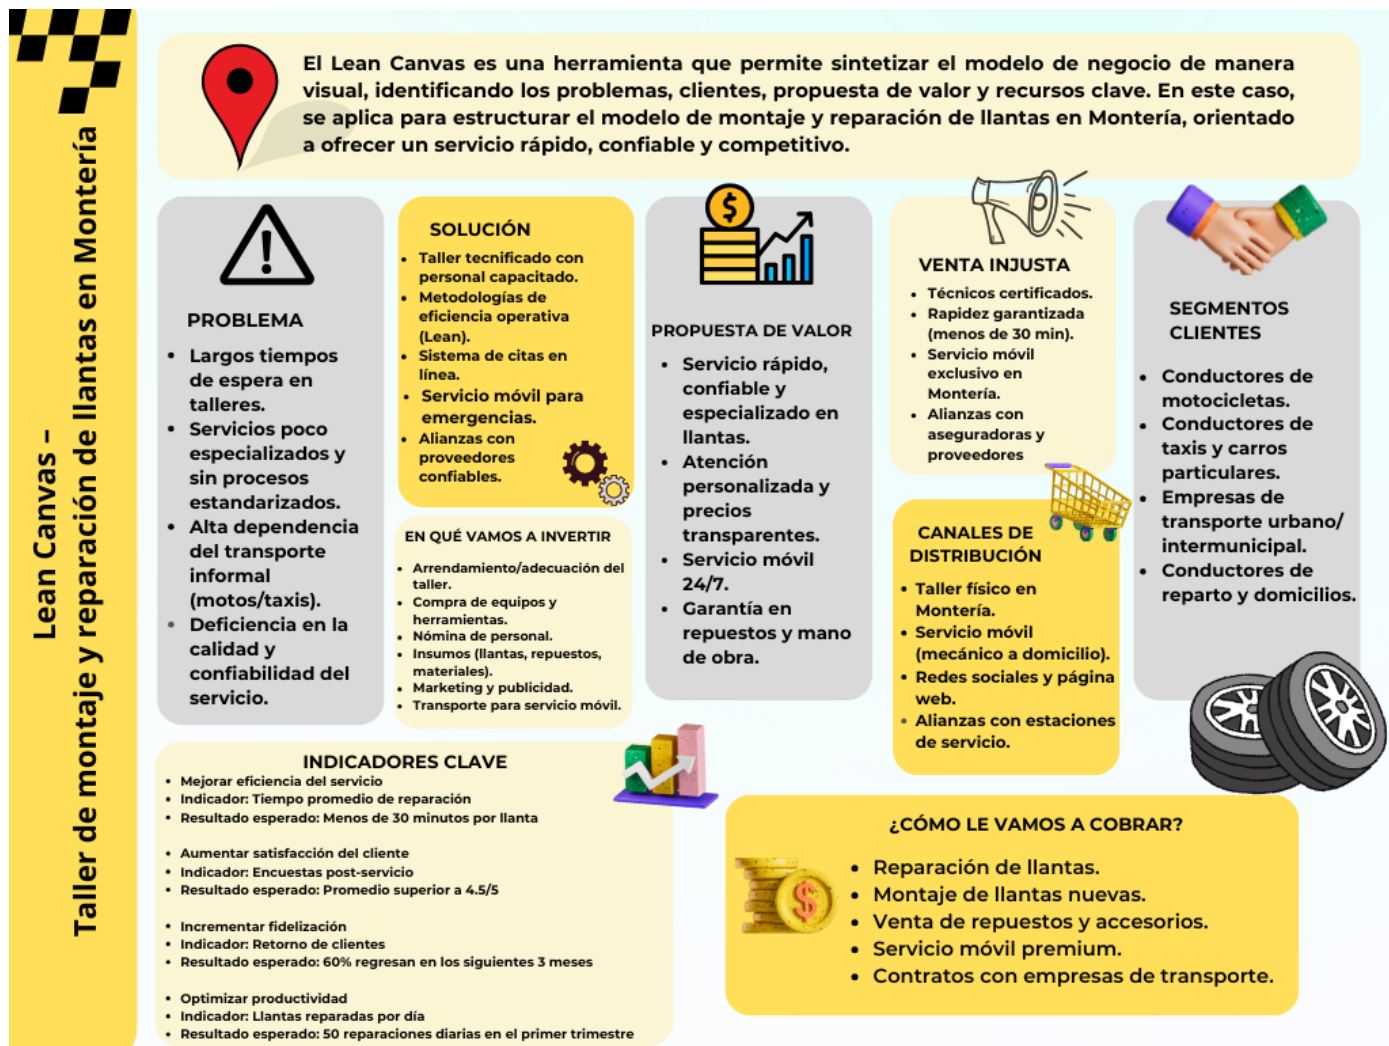 Lean Canvas –
Taller de montaje y reparación de llantas en Montería
El Lean Canvas es una herramienta que permite sintetizar el modelo de negocio de manera
visual, identificando los problemas, clientes, propuesta de valor y recursos clave. En este caso,
se aplica para estructurar el modelo de montaje y reparación de llantas en Montería, orientado
a ofrecer un servicio rápido, confiable y competitivo.
PROBLEMA
• Largos tiempos
de espera en
talleres.
• Servicios poco
especializados y
sin procesos
estandarizados.
• Alta dependencia
del transporte
informal
(motos/taxis).
• Deficiencia en la
calidad y
confiabilidad del
servicio.
SOLUCIÓN
• Taller tecnificado con
personal capacitado.
• Metodologías de
eficiencia operativa
(Lean).
• Sistema de citas en
línea.
• Servicio móvil para
emergencias.
• Alianzas con
proveedores
confiables.
EN QUÉ VAMOS A INVERTIR
• Arrendamiento/adecuación del
taller.
• Compra de equipos y
herramientas.
• Nómina de personal.
• Insumos (llantas, repuestos,
materiales).
• Marketing y publicidad.
• Transporte para servicio móvil.
$
PROPUESTA DE VALOR
• Servicio rápido,
confiable y
especializado en
llantas.
• Atención
personalizada y
precios
transparentes.
• Servicio móvil
24/7.
• Garantía en
repuestos y mano
de obra.
VENTA INJUSTA
• Técnicos certificados.
• Rapidez garantizada
(menos de 30 min).
• Servicio móvil
exclusivo en
Montería.
• Alianzas con
aseguradoras y
proveedores
CANALES DE
DISTRIBUCIÓN
• Taller físico en
Montería.
• Servicio móvil
(mecánico a domicilio).
• Redes sociales y página
web.
• Alianzas con estaciones
de servicio.
SEGMENTOS
CLIENTES
• Conductores de
motocicletas.
• Conductores de
taxis y carros
particulares.
• Empresas de
transporte urbano/
intermunicipal.
• Conductores de
reparto y domicilios.
INDICADORES CLAVE
• Mejorar eficiencia del servicio
• Indicador: Tiempo promedio de reparación
• Resultado esperado: Menos de 30 minutos por llanta
• Aumentar satisfacción del cliente
• Indicador: Encuestas post-servicio
• Resultado esperado: Promedio superior a 4.5/5
• Incrementar fidelización
• Indicador: Retorno de clientes
• Resultado esperado: 60% regresan en los siguientes 3 meses
• Optimizar productividad
• Indicador: Llantas reparadas por día
• Resultado esperado: 50 reparaciones diarias en el primer trimestre
¿CÓMO LE VAMOS A COBRAR?
$
• Reparación de llantas.
• Montaje de llantas nuevas.
• Venta de repuestos y accesorios.
• Servicio móvil premium.
• Contratos con empresas de transporte.